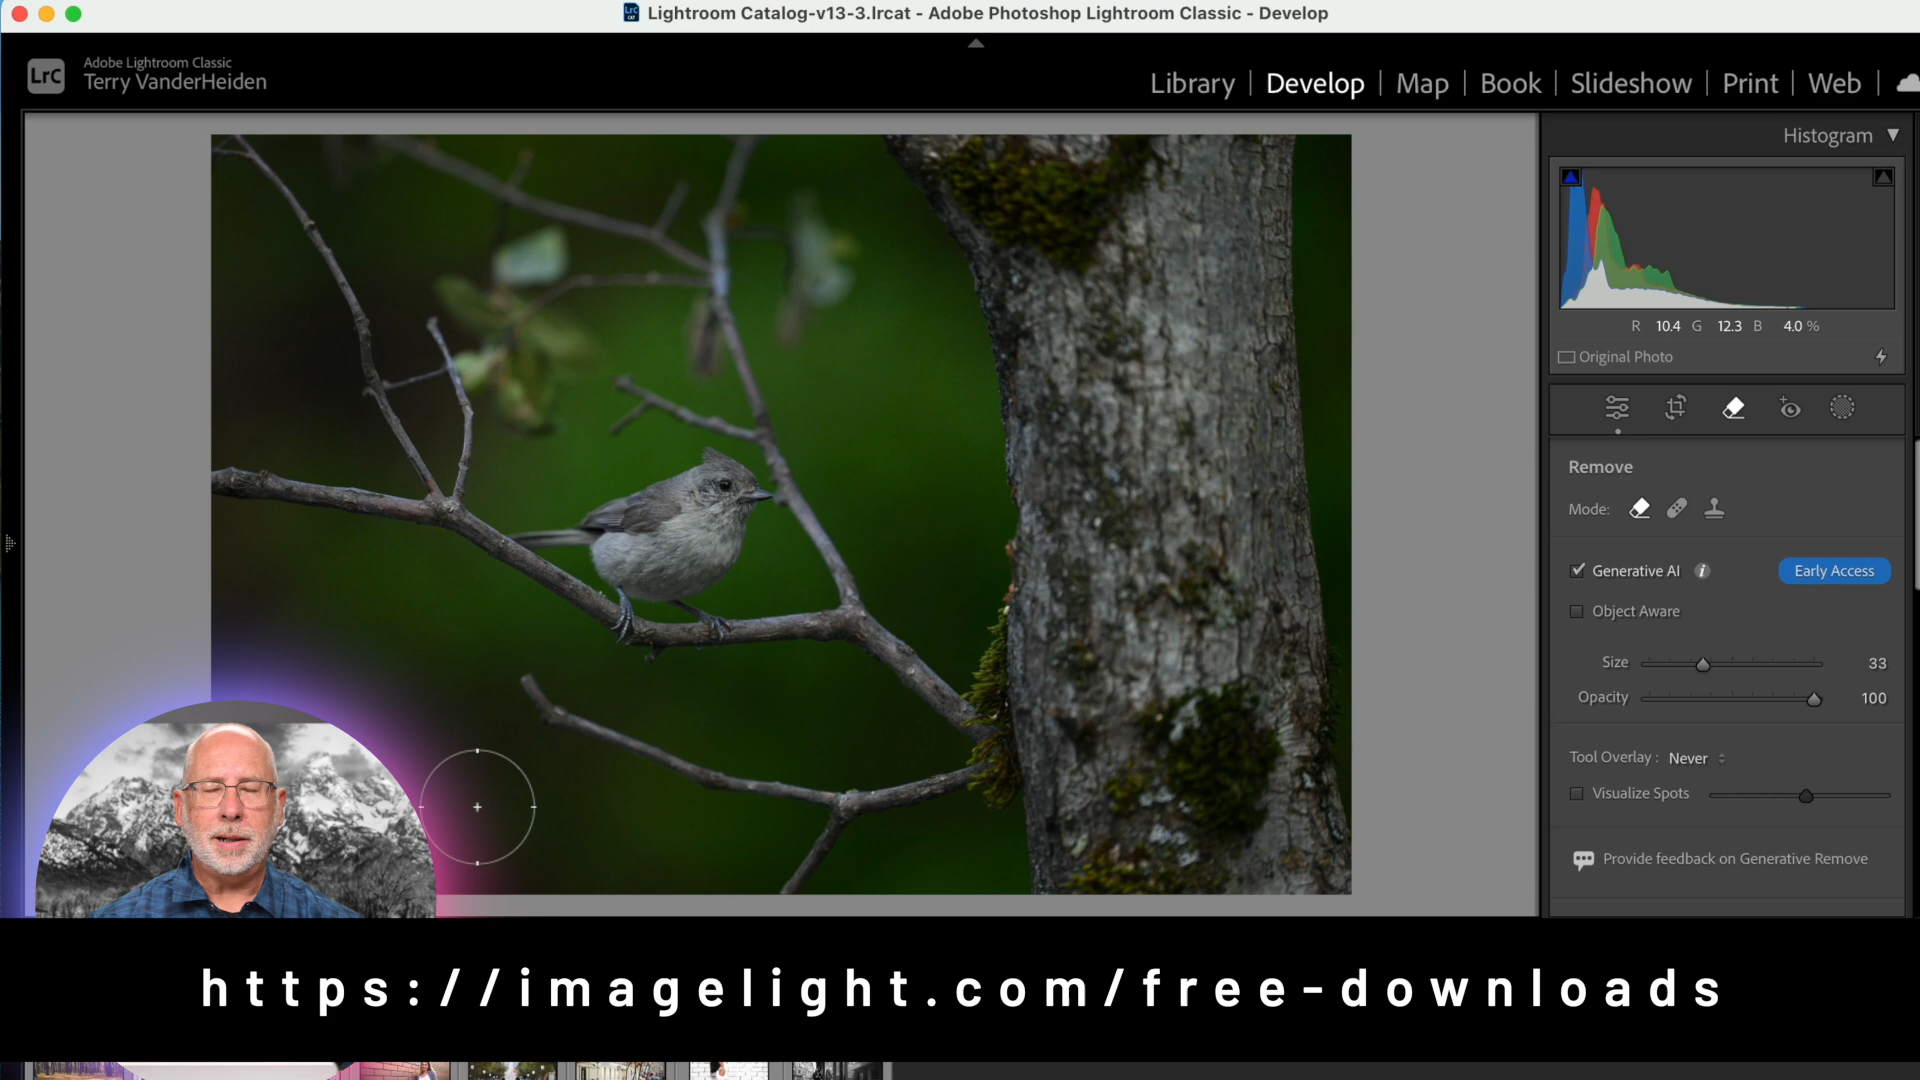 Lightroom Catalog-v13-3.lrcat - Adobe Photoshop Lightroom Classic - Develop
LrC
Adobe Lightroom Classic
Terry VanderHeiden
Library | Develop | Map | Book | Slideshow | Print | Web |
Histogram
R 10.4 G 12.3 B 4.0 %
Original Photo
Remove
Mode:
Generative AI
Early Access
Object Aware
Size 33
Opacity 100
Tool Overlay : Never
Visualize Spots
Provide feedback on Generative Remove
https://imagelight.com/free-downloads